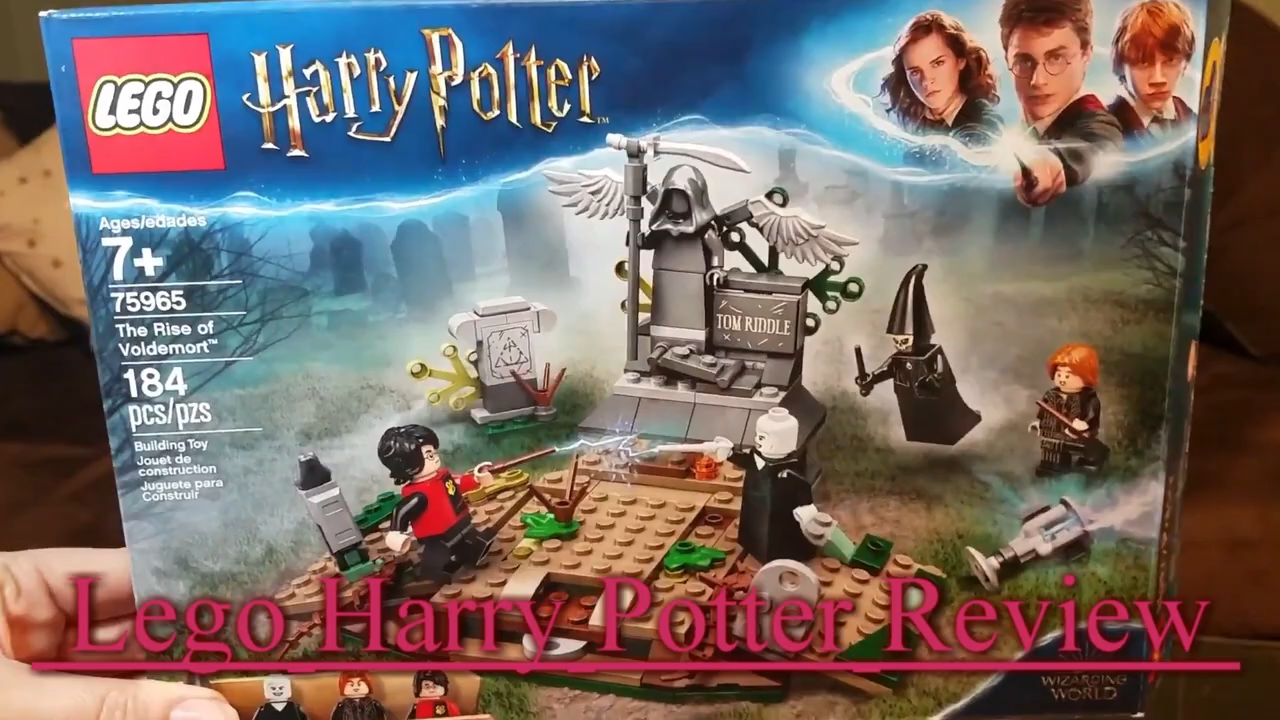 LEGO
Harry Potter™
Ages/edades
7+
75965
The Rise of
Voldemort™
184
pcs/pzs
Building Toy
Jouet de
construction
Juguete para
Construir
TOM RIDDLE
Lego Harry Potter Review
WIZARDING
WORLD